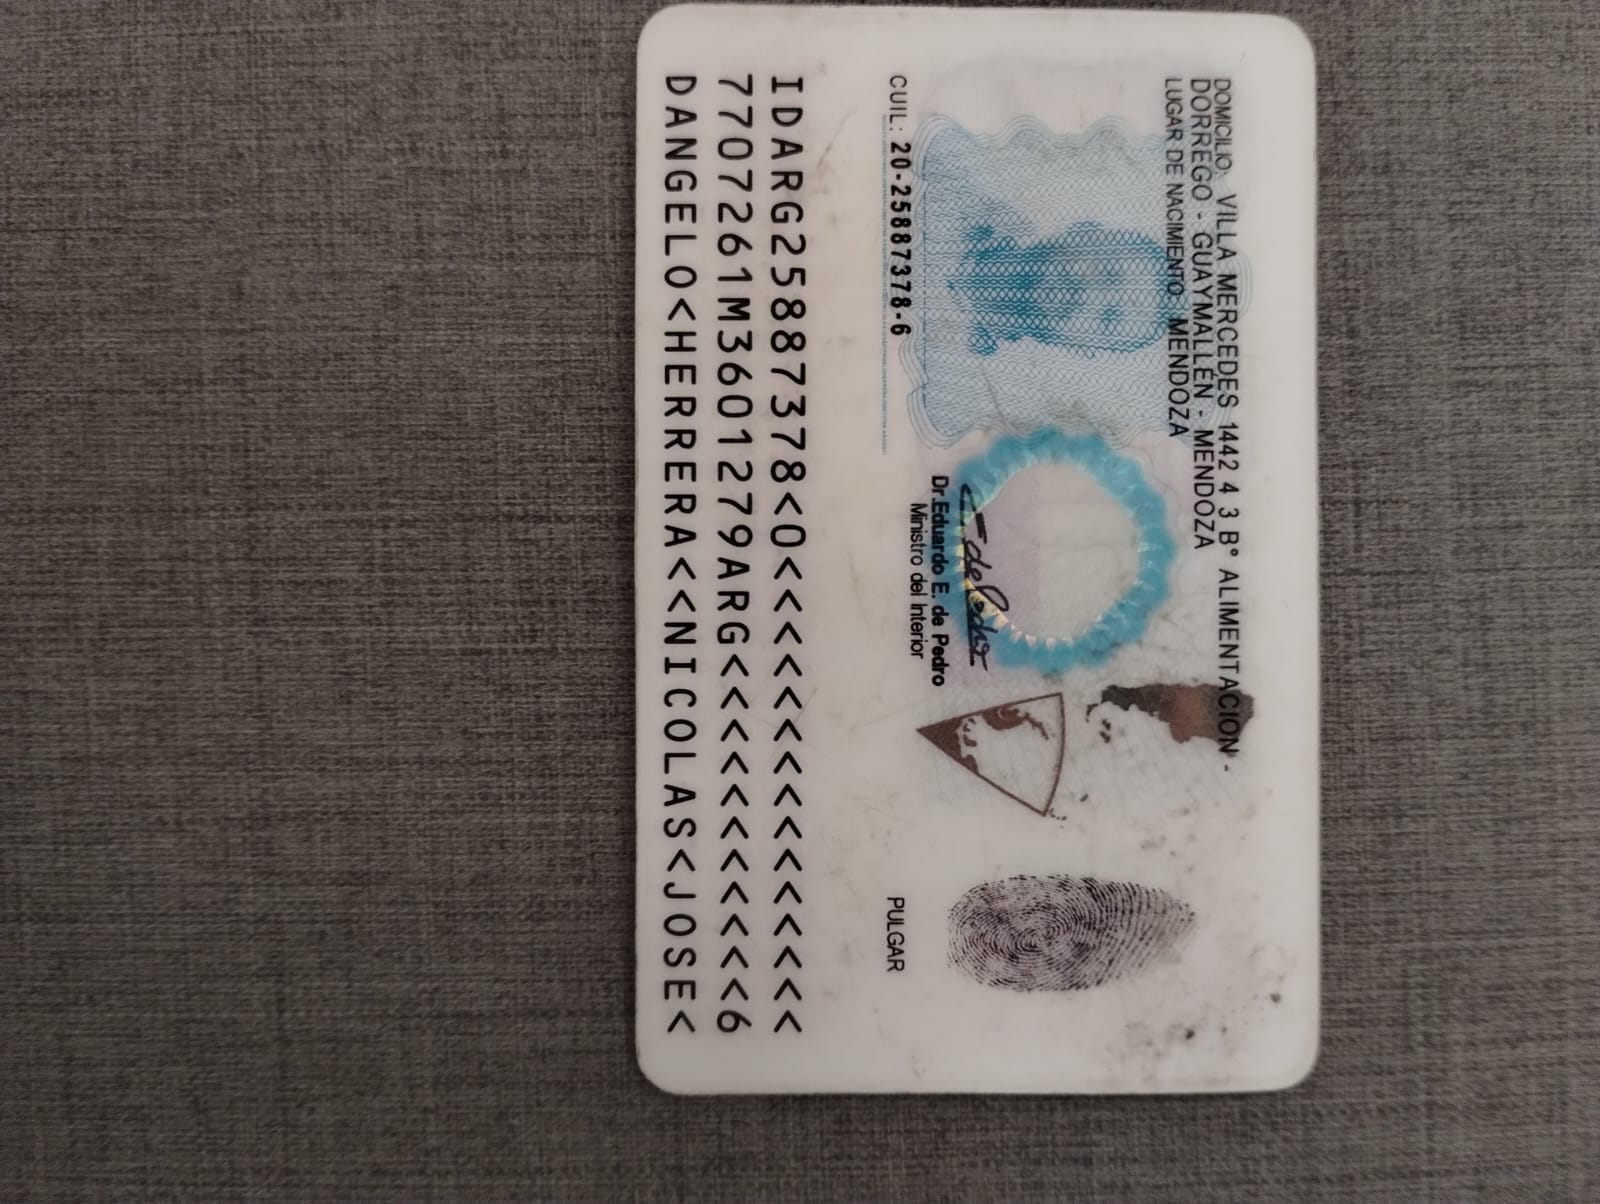 DOMICILIO: VILLA MERCEDES 1442 4 3 B° ALIMENTACION -
DORREGO - GUAYMALLÉN - MENDOZA
LUGAR DE NACIMIENTO: MENDOZA
Dr. Eduardo E. de Pedro
Ministro del Interior
CUIL: 20-25887378-6
PULGAR
IDARG25887378<0<<<<<<<<<<<<<<<
7707261M3601279ARG<<<<<<<<<<<6
DANGELO<HERRERA<<NICOLAS<JOSE<